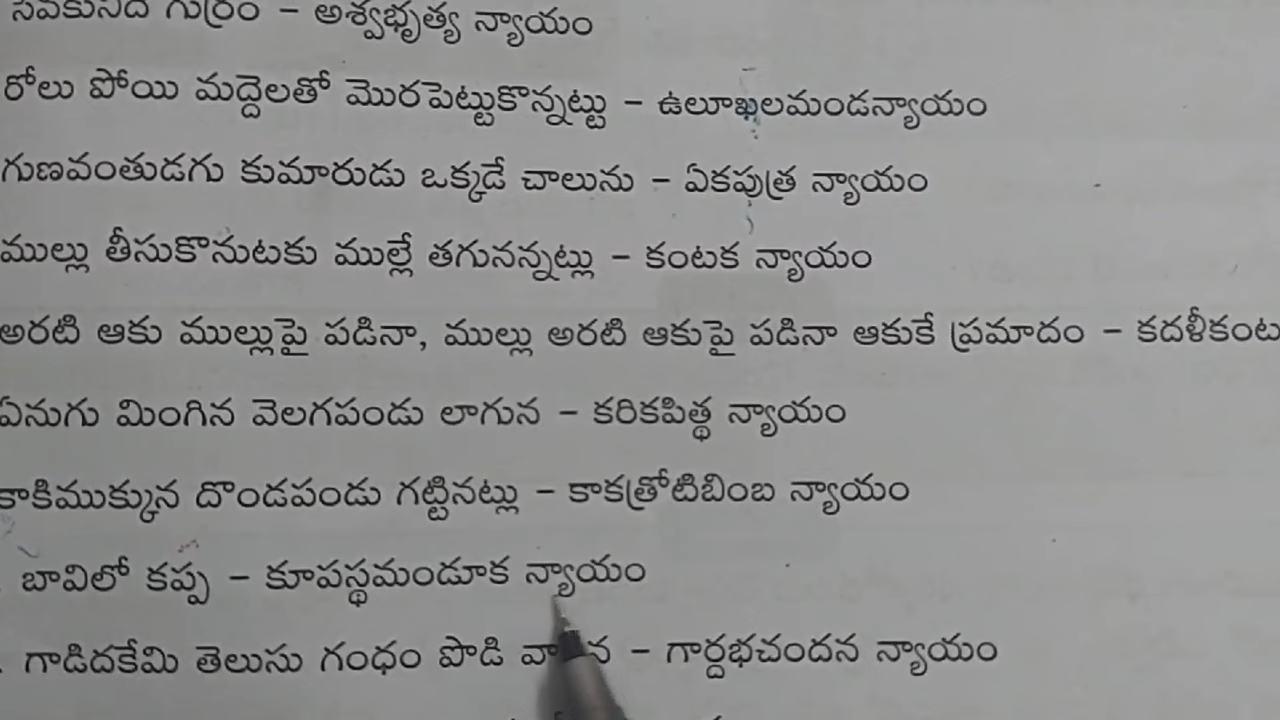 గుర్రం – అశ్వభృత్య న్యాయం
రోలు పోయి మద్దెలతో మొరపెట్టుకొన్నట్టు – ఉలూఖలమండన్యాయం
గుణవంతుడగు కుమారుడు ఒక్కడే చాలును – ఏకపుత్ర న్యాయం
ముల్లు తీసుకొనుటకు ముల్లే తగునన్నట్లు – కంటక న్యాయం
అరటి ఆకు ముల్లుపై పడినా, ముల్లు అరటి ఆకుపై పడినా ఆకుకే ప్రమాదం – కదళీకంట
ఏనుగు మింగిన వెలగపండు లాగున – కరికపిత్థ న్యాయం
కాకిముక్కున దొండపండు గట్టినట్లు – కాకత్రోటిబింబ న్యాయం
బావిలో కప్ప – కూపస్థమండూక న్యాయం
గాడిదకేమి తెలుసు గంధం పొడి – గార్దభచందన న్యాయం